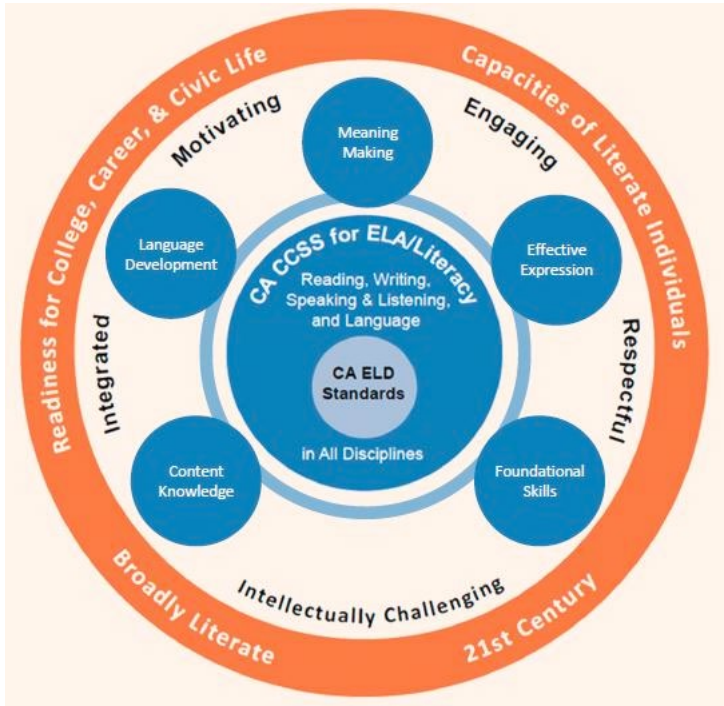 Readiness for College, Career, & Civic Life
Capacities of Literate Individuals
Motivating
Engaging
Meaning
Making
Language
Development
Effective
Expression
CA CCSS for ELA/Literacy
Reading, Writing,
Speaking & Listening,
and Language
CA ELD
Standards
in All Disciplines
Integrated
Respectful
Content
Knowledge
Foundational
Skills
Intellectually Challenging
Broadly Literate
21st Century